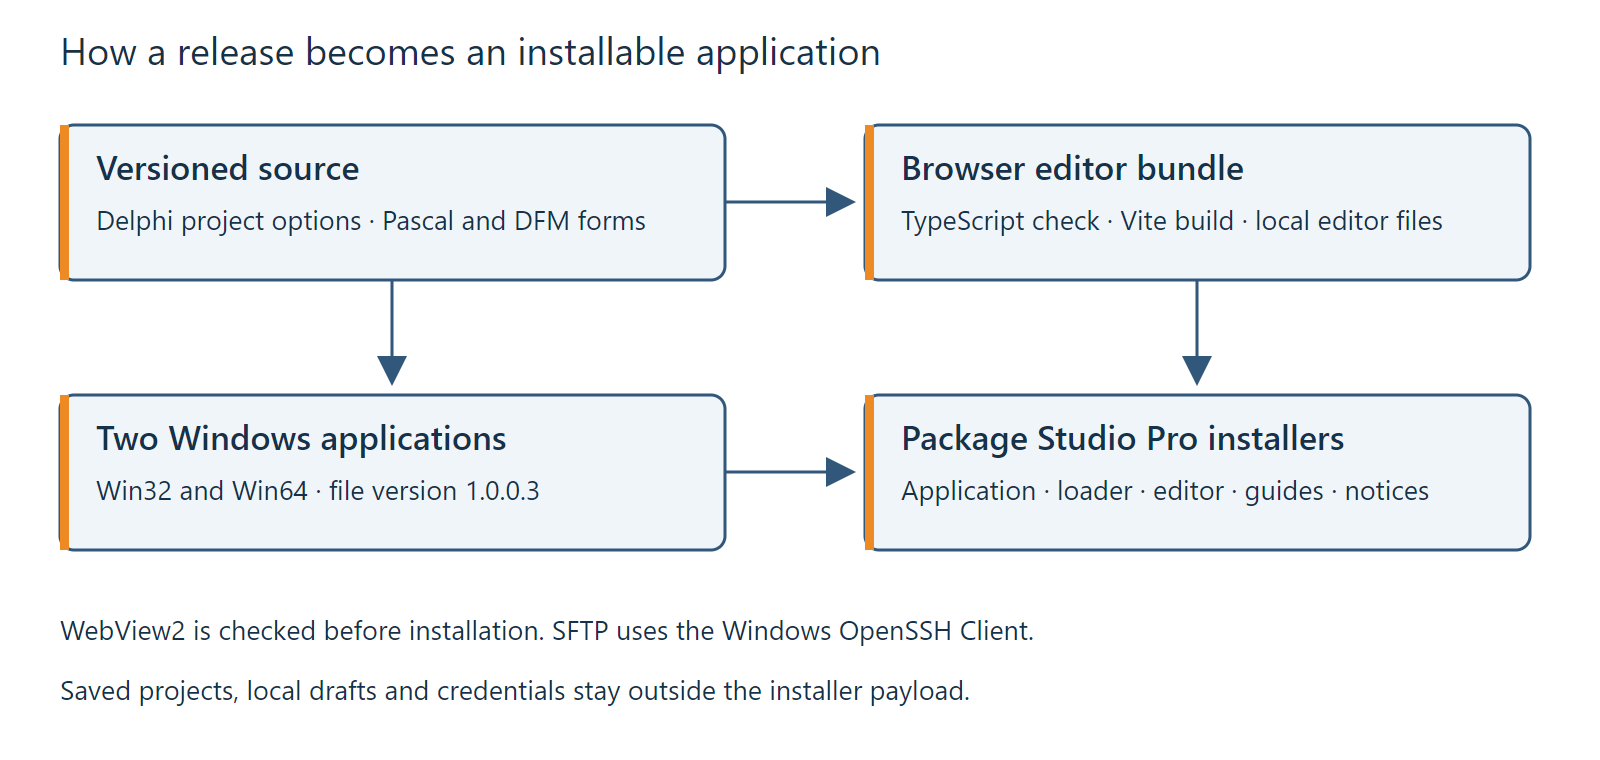 How a release becomes an installable application
Versioned source
Delphi project options · Pascal and DFM forms
Browser editor bundle
TypeScript check · Vite build · local editor files
Two Windows applications
Win32 and Win64 · file version 1.0.0.3
Package Studio Pro installers
Application · loader · editor · guides · notices
WebView2 is checked before installation. SFTP uses the Windows OpenSSH Client.
Saved projects, local drafts and credentials stay outside the installer payload.